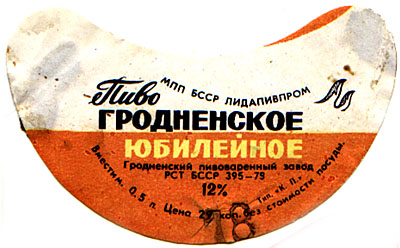 МПП БССР ЛИДАПИВПРОМ
Пиво
ГРОДНЕНСКОЕ
ЮБИЛЕЙНОЕ
Гродненский пивоваренный завод
РСТ БССР 395-79
12%
Тип. «К. П.»
Вместим. 0,5 л. Цена коп. без стоимости посуды.
18